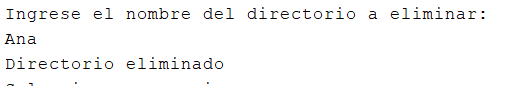 Ingrese el nombre del directorio a eliminar:
Ana
Directorio eliminado